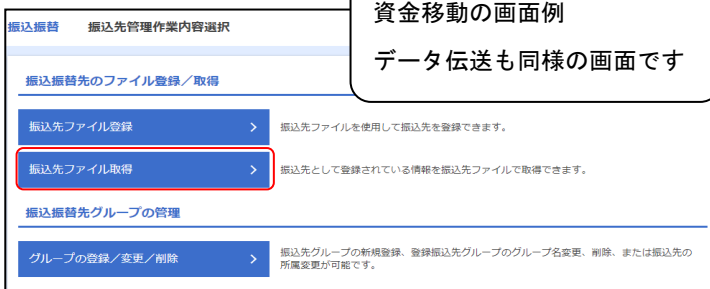 資金移動の画面例
データ伝送も同様の画面です
振込振替 振込先管理作業内容選択
振込振替先のファイル登録／取得
振込先ファイル登録
振込先ファイルを使用して振込先を登録できます。
振込先ファイル取得
振込先として登録されている情報を振込先ファイルで取得できます。
振込振替先グループの管理
グループの登録／変更／削除
振込先グループの新規登録、登録振込先グループのグループ名変更、削除、または振込先の
所属変更が可能です。